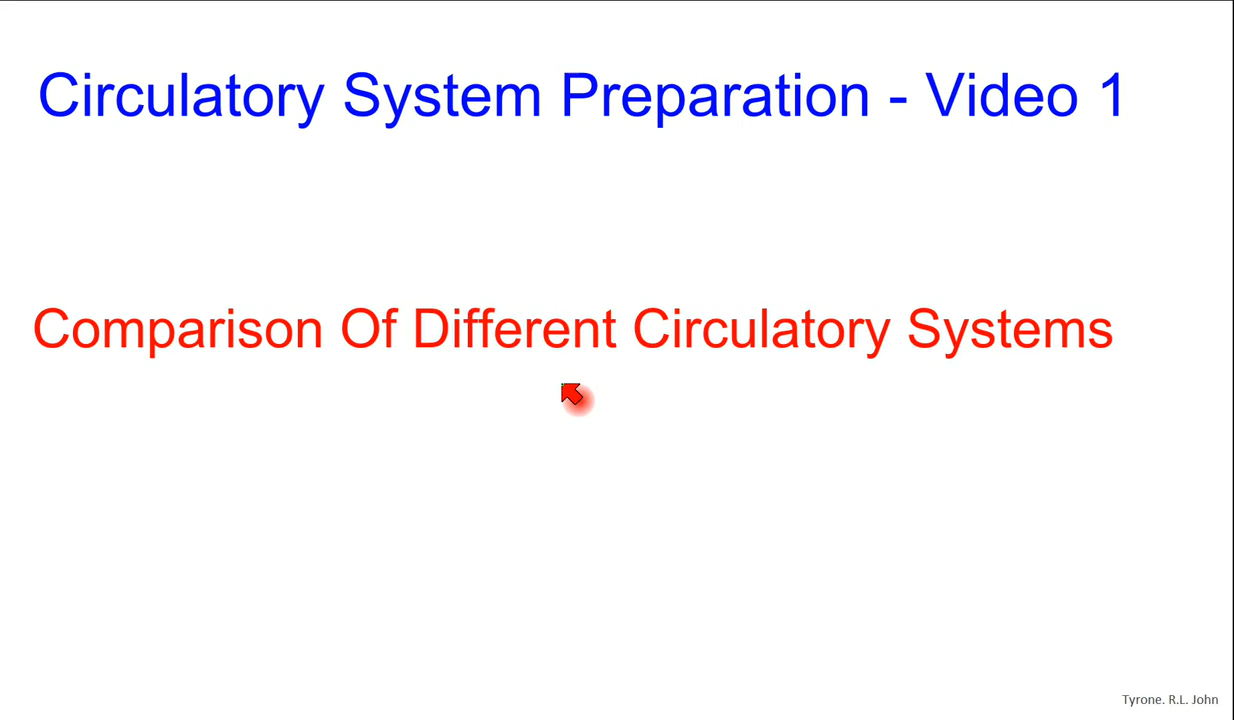 Circulatory System Preparation - Video 1
Comparison Of Different Circulatory Systems
Tyrone. R.L. John